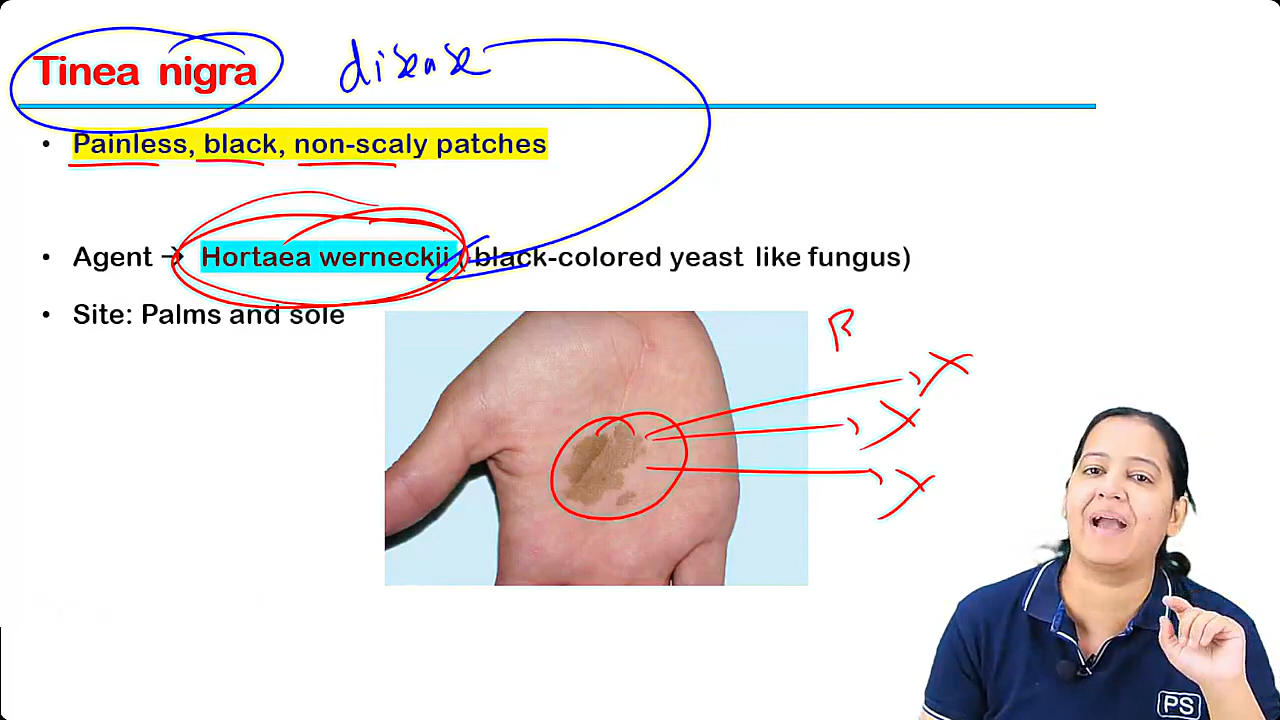 Tinea nigra disease
• Painless, black, non-scaly patches
• Agent → Hortaea werneckii ( black-colored yeast like fungus)
• Site: Palms and sole
PS